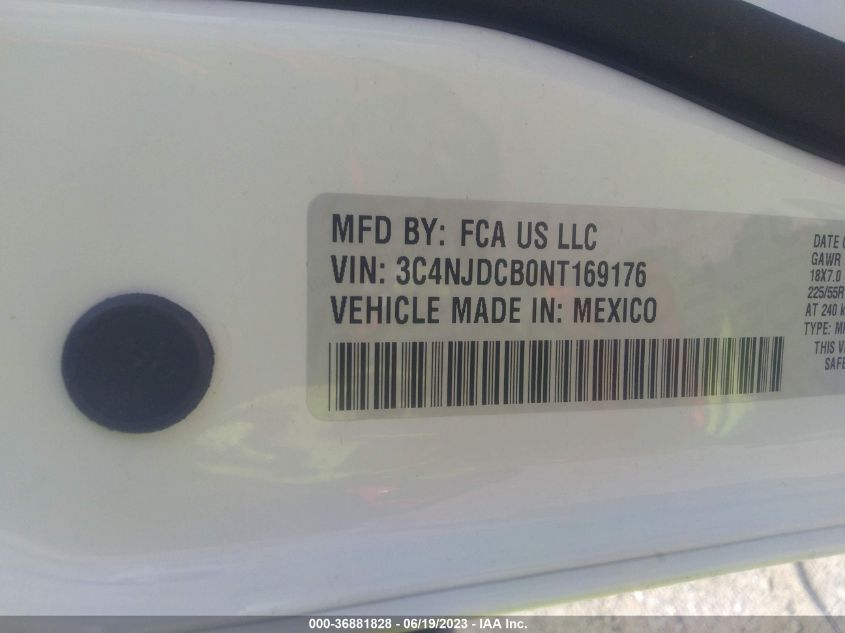 MFD BY: FCA US LLC
VIN: 3C4NJDCB0NT169176
VEHICLE MADE IN: MEXICO
DATE
GAWR
18X7.0
225/55R
AT 240
TYPE:
THIS
000-36881828 - 06/19/2023 - IAA Inc.